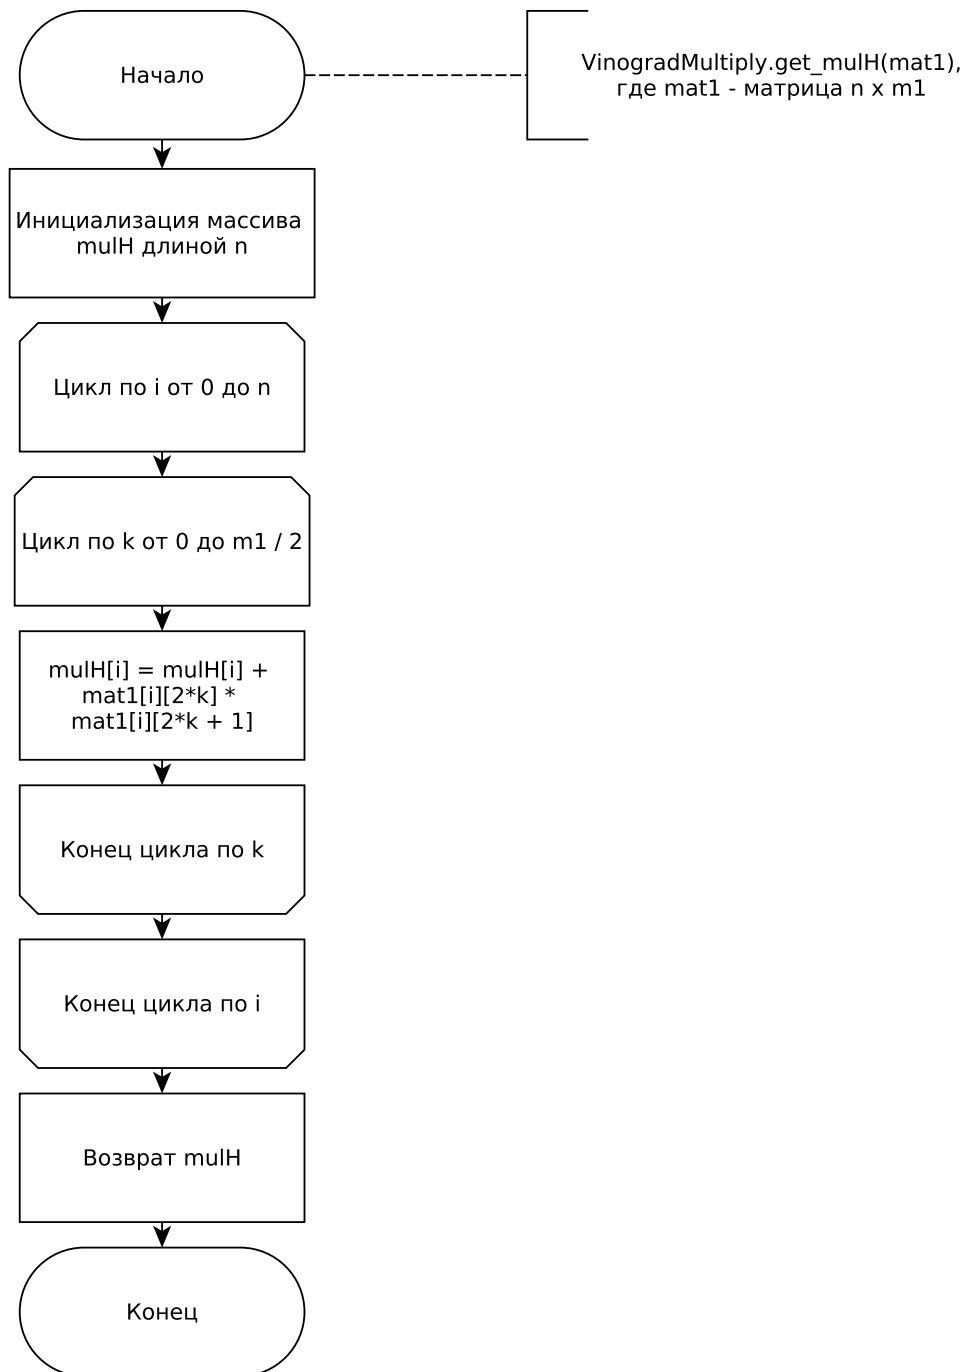 Начало
VinogradMultiply.get_mulH(mat1),
где mat1 - матрица n x m1
Инициализация массива
mulH длиной n
Цикл по i от 0 до n
Цикл по k от 0 до m1 / 2
mulH[i] = mulH[i] +
mat1[i][2*k] *
mat1[i][2*k + 1]
Конец цикла по k
Конец цикла по i
Возврат mulH
Конец